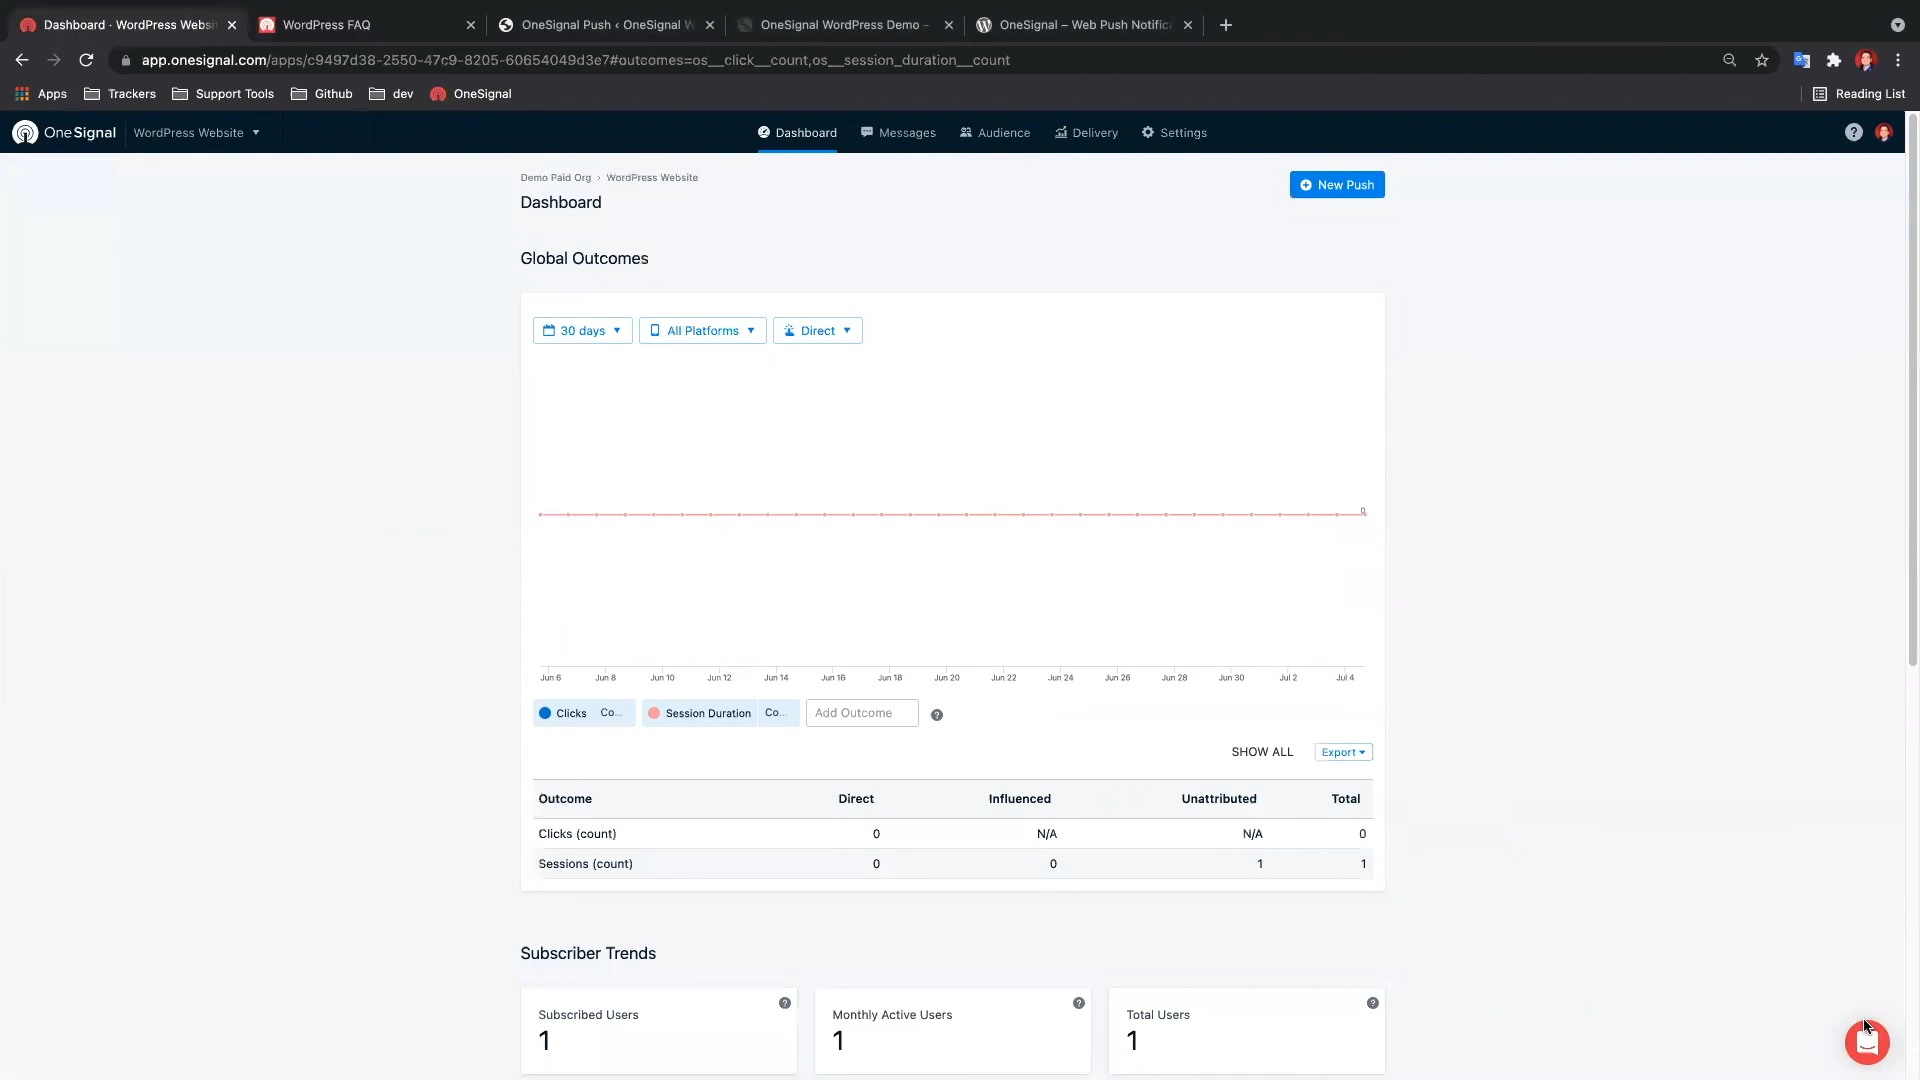 Dashboard · WordPress Websi
WordPress FAQ
OneSignal Push ‹ OneSignal W
OneSignal WordPress Demo –
OneSignal – Web Push Notifica
app.onesignal.com/apps/c9497d38-2550-47c9-8205-60654049d3e7#outcomes=os__click__count,os__session_duration__count
Apps
Trackers
Support Tools
Github
dev
OneSignal
Reading List
OneSignal
WordPress Website
Dashboard
Messages
Audience
Delivery
Settings
?
Demo Paid Org › WordPress Website
New Push
Dashboard
Global Outcomes
30 days
All Platforms
Direct
0
Jun 6 Jun 8 Jun 10 Jun 12 Jun 14 Jun 16 Jun 18 Jun 20 Jun 22 Jun 24 Jun 26 Jun 28 Jun 30 Jul 2 Jul 4
Clicks Co... Session Duration Co... Add Outcome ?
SHOW ALL Export
Outcome Direct Influenced Unattributed Total
Clicks (count) 0 N/A N/A 0
Sessions (count) 0 0 1 1
Subscriber Trends
?
?
?
Subscribed Users
1
Monthly Active Users
1
Total Users
1